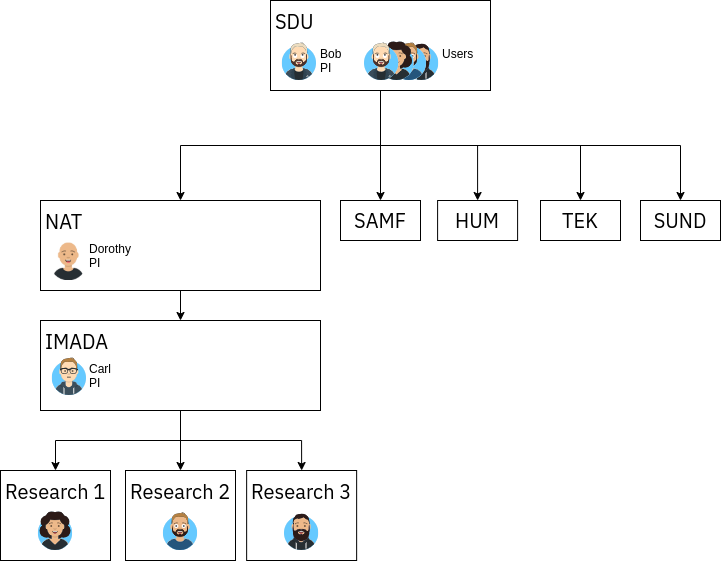 SDU
Bob
PI
Users
NAT
Dorothy
PI
SAMF
HUM
TEK
SUND
IMADA
Carl
PI
Research 1
Research 2
Research 3